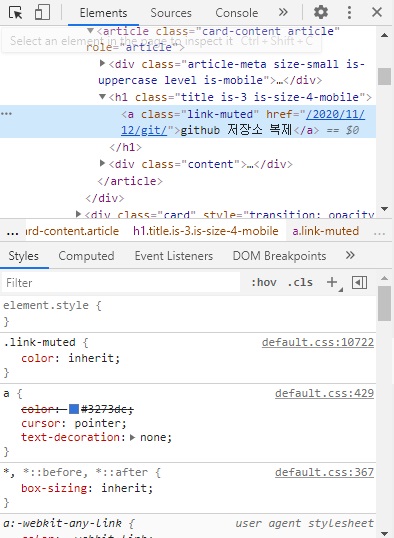 Elements Sources Console »
<article class="card-content article"
role="article">
Select an element in the page to inspect it Ctrl + Shift + C
▶<div class="article-meta size-small is-
uppercase level is-mobile">…</div>
▼<h1 class="title is-3 is-size-4-mobile">
<a class="link-muted" href="/2020/11/
12/git/">github 저장소 복제</a> == $0
</h1>
▶<div class="content">…</div>
</article>
</div>
▶<div class="card" style="transition: opacity
... ard-content.article h1.title.is-3.is-size-4-mobile a.link-muted ...
Styles Computed Event Listeners DOM Breakpoints »
Filter :hov .cls +
element.style {
}
.link-muted { default.css:10722
color: inherit;
}
a { default.css:429
color: #3273dc;
cursor: pointer;
text-decoration: ▶ none;
}
*, *::before, *::after { default.css:367
box-sizing: inherit;
}
a:-webkit-any-link { user agent stylesheet
color: -webkit-link;